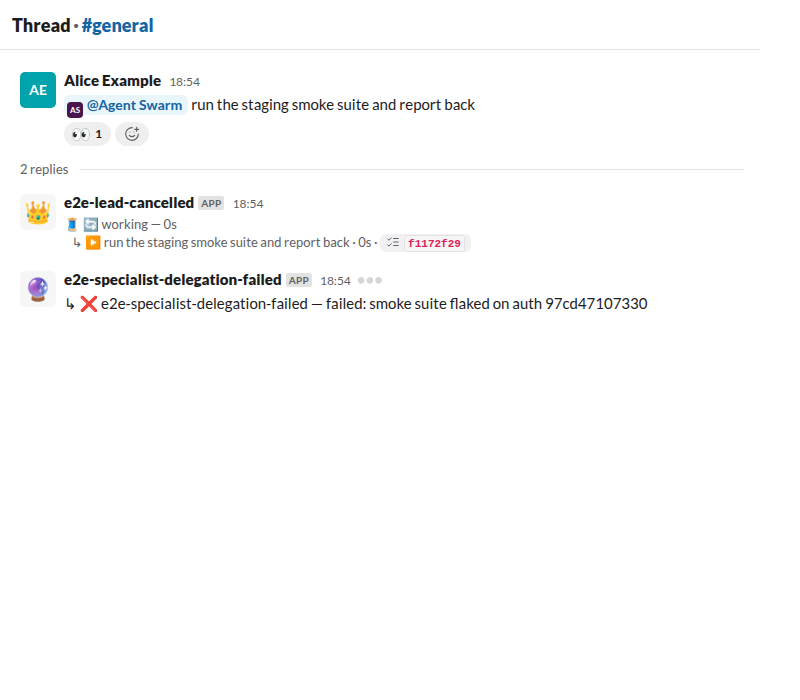 Thread • #general
AE
Alice Example 18:54
AS @Agent Swarm run the staging smoke suite and report back
👀 1
2 replies
e2e-lead-cancelled APP 18:54
🧵 🔄 working — 0s
↳ ▶️ run the staging smoke suite and report back · 0s · f1172f29
e2e-specialist-delegation-failed APP 18:54
↳ ❌ e2e-specialist-delegation-failed — failed: smoke suite flaked on auth 97cd47107330